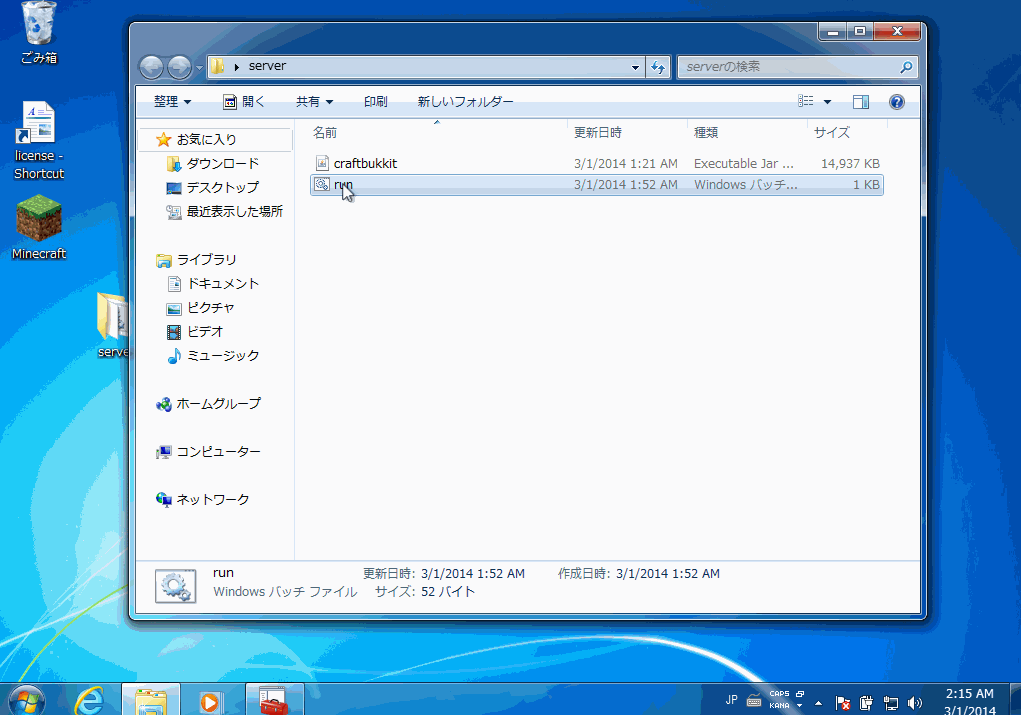 ごみ箱
license -
Shortcut
Minecraft
serve
server
serverの検索
整理 開く 共有 印刷 新しいフォルダー
お気に入り
ダウンロード
デスクトップ
最近表示した場所
ライブラリ
ドキュメント
ピクチャ
ビデオ
ミュージック
ホームグループ
コンピューター
ネットワーク
名前 更新日時 種類 サイズ
craftbukkit 3/1/2014 1:21 AM Executable Jar ... 14,937 KB
run 3/1/2014 1:52 AM Windows バッチ... 1 KB
run 更新日時: 3/1/2014 1:52 AM 作成日時: 3/1/2014 1:52 AM
Windows バッチ ファイル サイズ: 52 バイト
JP CAPS
KANA
2:15 AM
3/1/2014